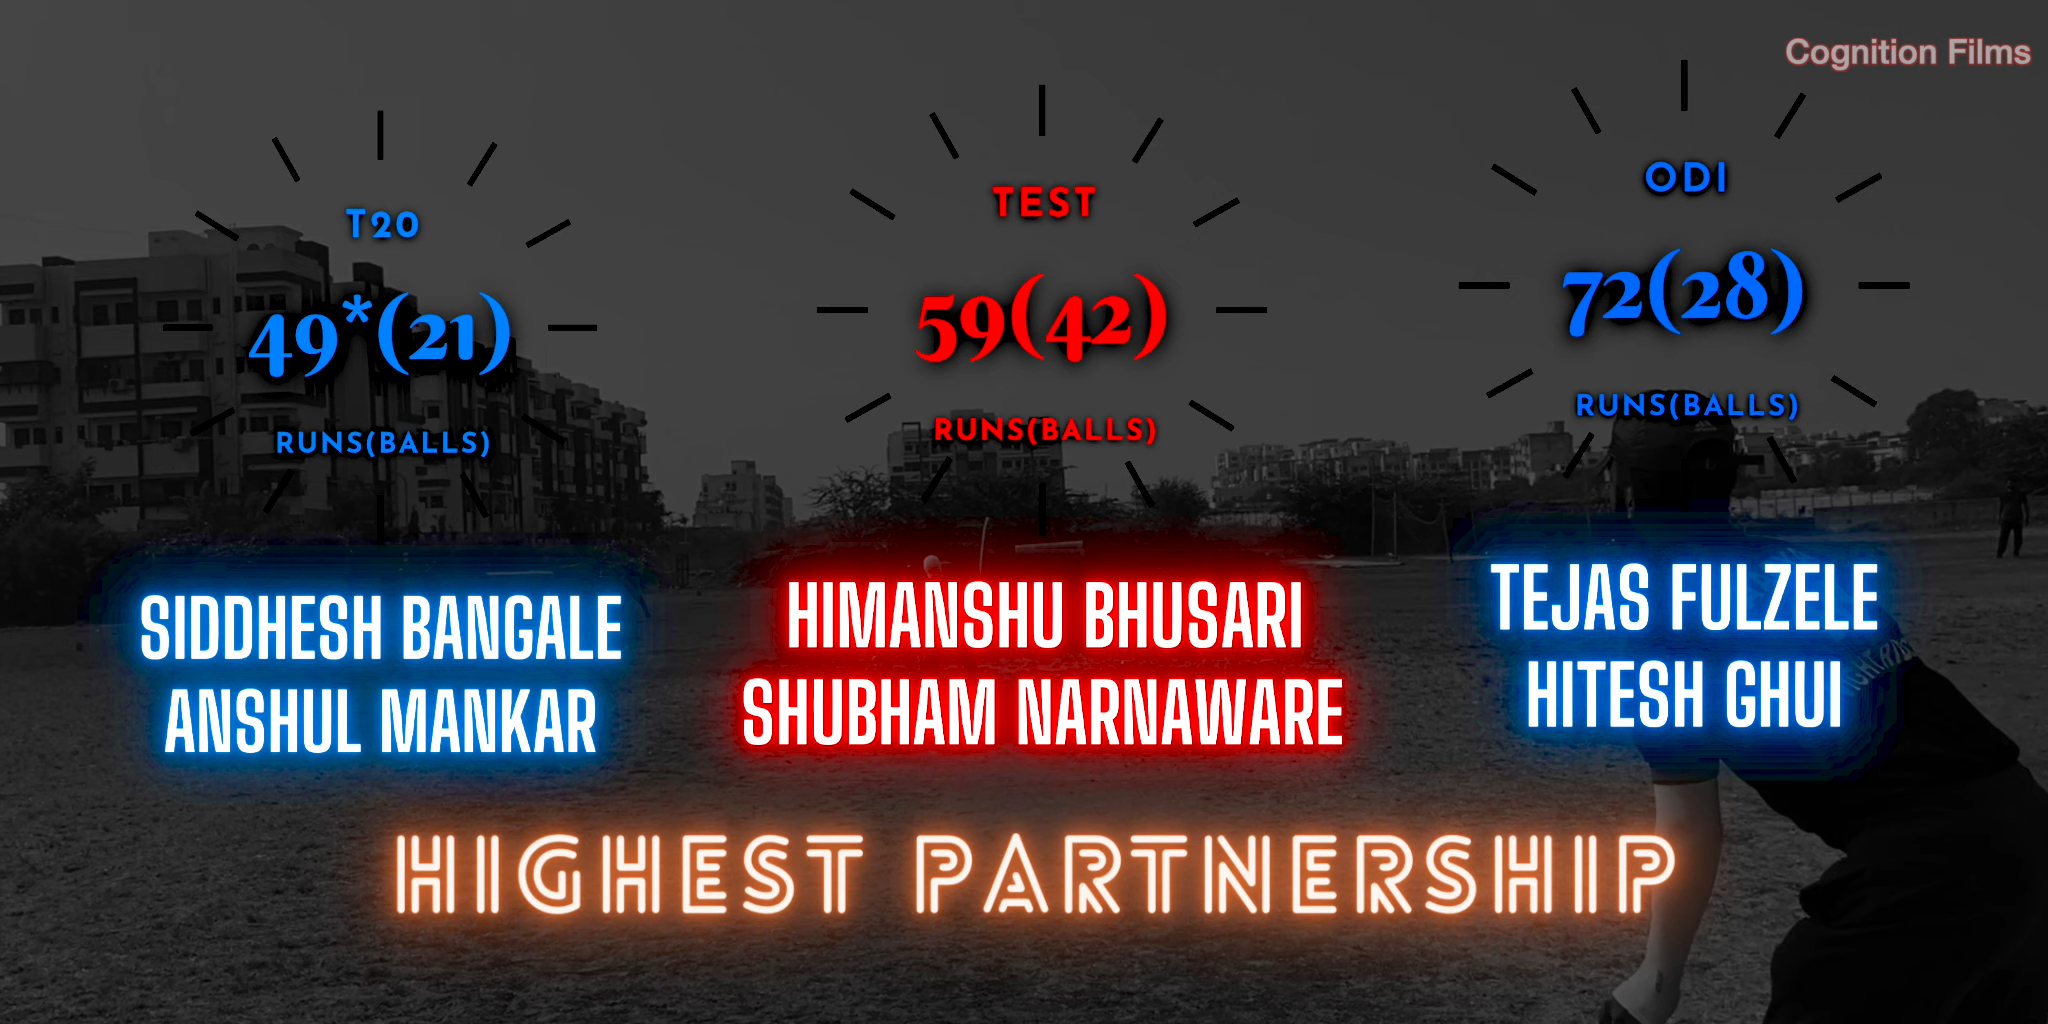 Cognition Films
T20
49*(21)
RUNS(BALLS)
SIDDHESH BANGALE
ANSHUL MANKAR
TEST
59(42)
RUNS(BALLS)
HIMANSHU BHUSARI
SHUBHAM NARNAWARE
ODI
72(28)
RUNS(BALLS)
TEJAS FULZELE
HITESH GHUI
HIGHEST PARTNERSHIP